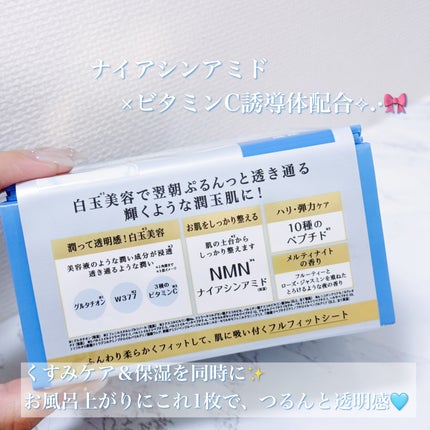 ナイアシンアミド
×ビタミンC誘導体配合✧.·🎀
白玉美容で翌朝ぷるんっと透き通る
輝くような潤玉肌に!
潤って透明感!白玉美容
美容液のような潤い成分が浸透
透き通るような潤い
グルタチオン
W377
3種の
ビタミンC
お肌をしっかり整える
肌の土台から
しっかり整えます
NMN
ナイアシンアミド
ハリ・弾力ケア
10種の
ペプチド
メルティナイト
の香り
フルーティーと
ローズ・ジャスミンを重ねた
とろけるような夜の香り
ふんわり柔らかくフィットして、肌に吸い付くフルフィットシート
くすみケア&保湿を同時に✨
お風呂上がりにこれ1枚で、つるんと透明感🩵